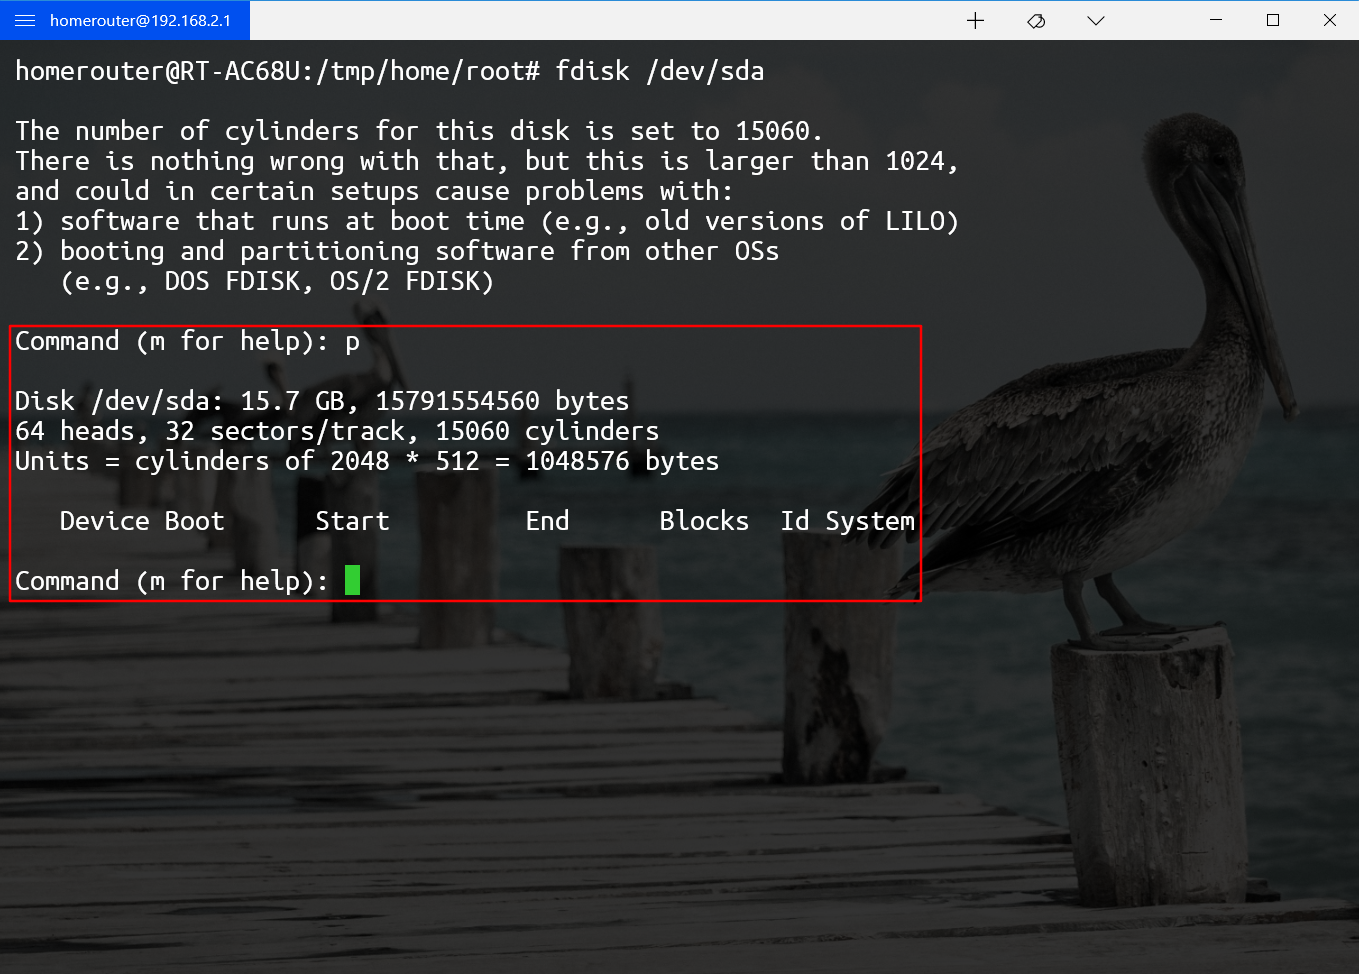 homerouter@192.168.2.1
homerouter@RT-AC68U:/tmp/home/root# fdisk /dev/sda
The number of cylinders for this disk is set to 15060.
There is nothing wrong with that, but this is larger than 1024,
and could in certain setups cause problems with:
1) software that runs at boot time (e.g., old versions of LILO)
2) booting and partitioning software from other OSs
   (e.g., DOS FDISK, OS/2 FDISK)
Command (m for help): p
Disk /dev/sda: 15.7 GB, 15791554560 bytes
64 heads, 32 sectors/track, 15060 cylinders
Units = cylinders of 2048 * 512 = 1048576 bytes
   Device Boot      Start         End      Blocks  Id System
Command (m for help):